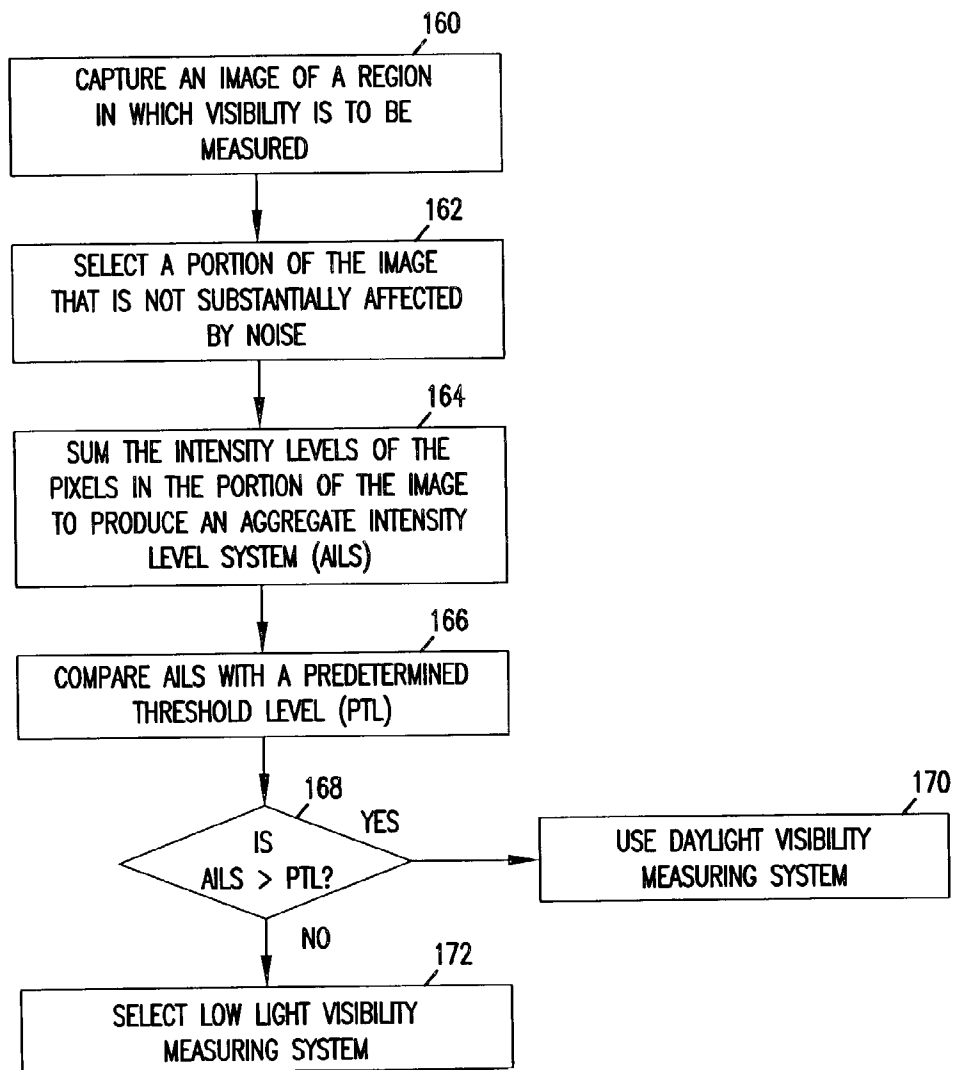 160
CAPTURE AN IMAGE OF A REGION
IN WHICH VISIBILITY IS TO BE
MEASURED
162
SELECT A PORTION OF THE IMAGE
THAT IS NOT SUBSTANTIALLY AFFECTED
BY NOISE
164
SUM THE INTENSITY LEVELS OF THE
PIXELS IN THE PORTION OF THE IMAGE
TO PRODUCE AN AGGREGATE INTENSITY
LEVEL SYSTEM (AILS)
166
COMPARE AILS WITH A PREDETERMINED
THRESHOLD LEVEL (PTL)
168
IS
AILS > PTL?
YES
170
USE DAYLIGHT VISIBILITY
MEASURING SYSTEM
NO
172
SELECT LOW LIGHT VISIBILITY
MEASURING SYSTEM